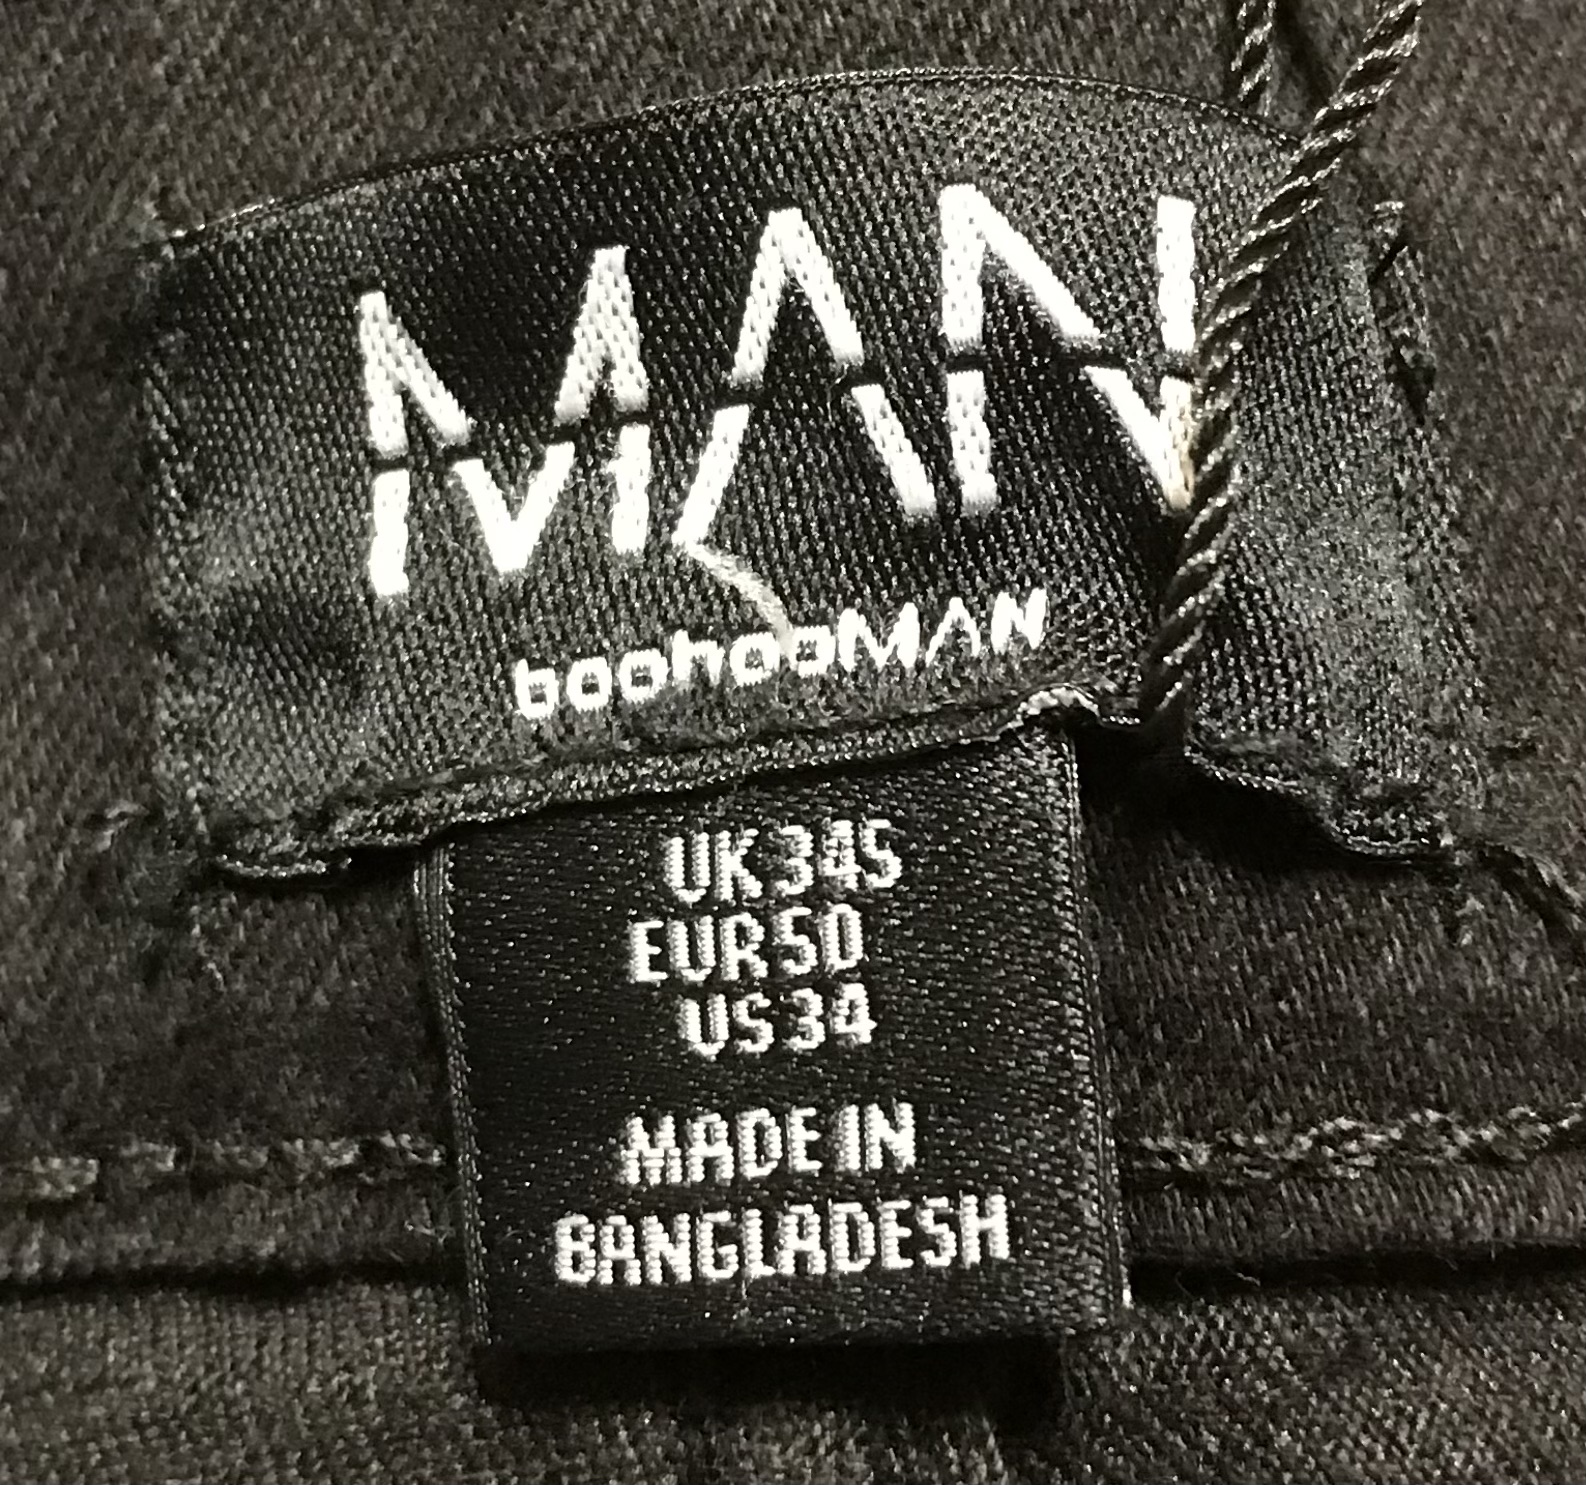 MAN
boohooMAN
UK 34S
EUR 50
US 34
MADE IN
BANGLADESH